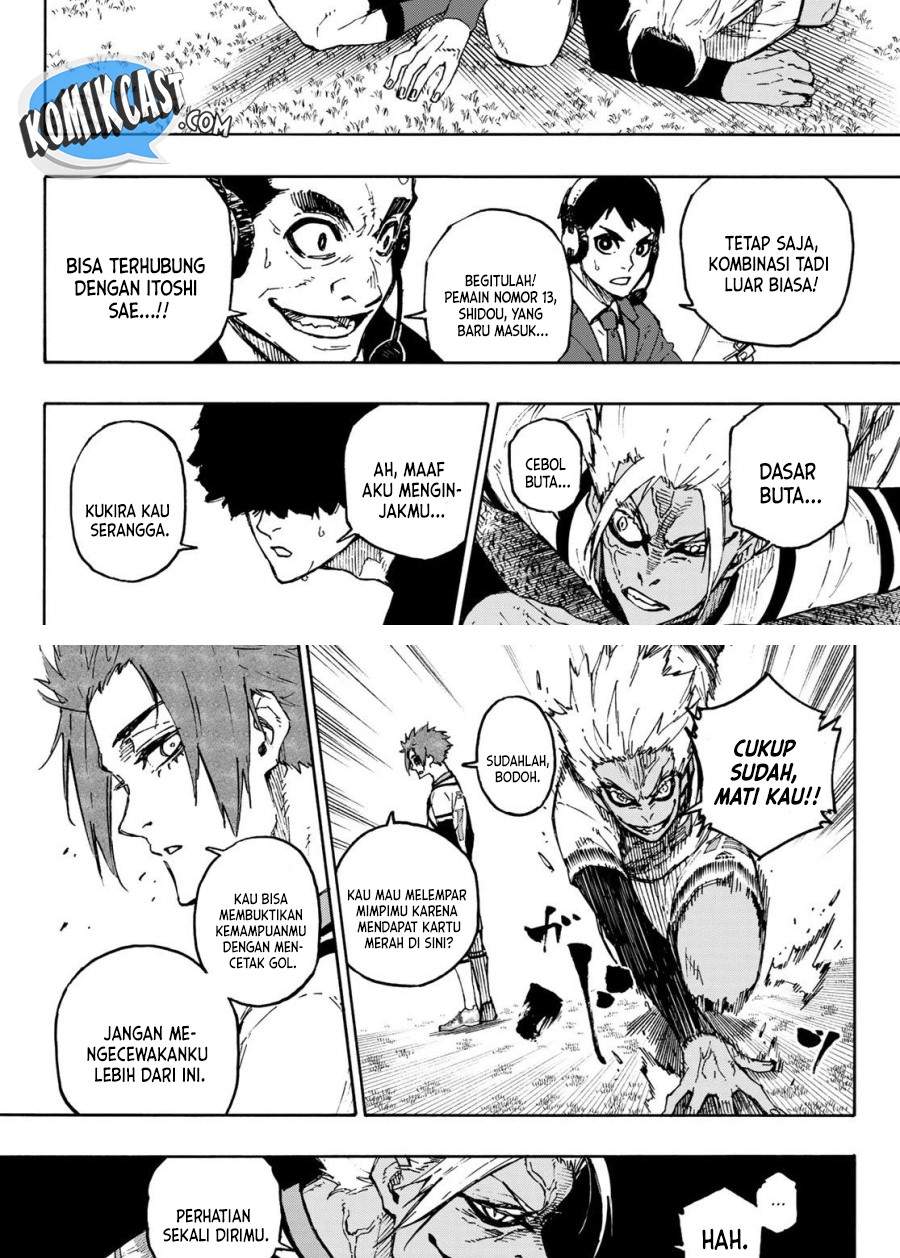 KOMIKCAST
.COM
TETAP SAJA,
KOMBINASI TADI
LUAR BIASA!
BEGITULAH!
PEMAIN NOMOR 13,
SHIDOU, YANG
BARU MASUK...
BISA TERHUBUNG
DENGAN ITOSHI
SAE...!!
DASAR
BUTA...
CEBOL
BUTA...
AH, MAAF
AKU MENGIN-
JAKMU...
KUKIRA KAU
SERANGGA.
CUKUP
SUDAH,
MATI KAU!!
SUDAHLAH,
BODOH.
KAU MAU MELEMPAR
MIMPIMU KARENA
MENDAPAT KARTU
MERAH DI SINI?
KAU BISA
MEMBUKTIKAN
KEMAMPUANMU
DENGAN MEN-
CETAK GOL.
JANGAN ME-
NGECEWAKANKU
LEBIH DARI INI.
...
HAH.
PERHATIAN
SEKALI DIRIMU.